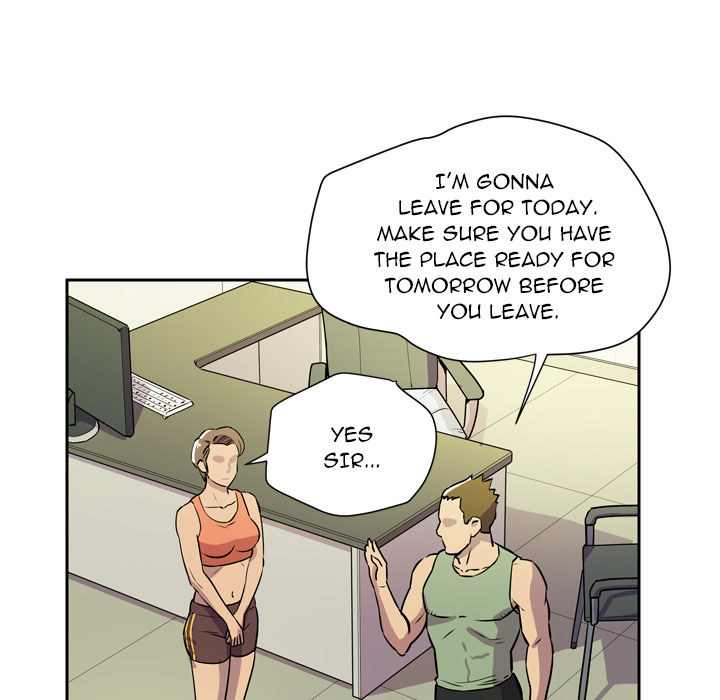 I'M GONNA
LEAVE FOR TODAY.
MAKE SURE YOU HAVE
THE PLACE READY FOR
TOMORROW BEFORE
YOU LEAVE.
YES
SIR...